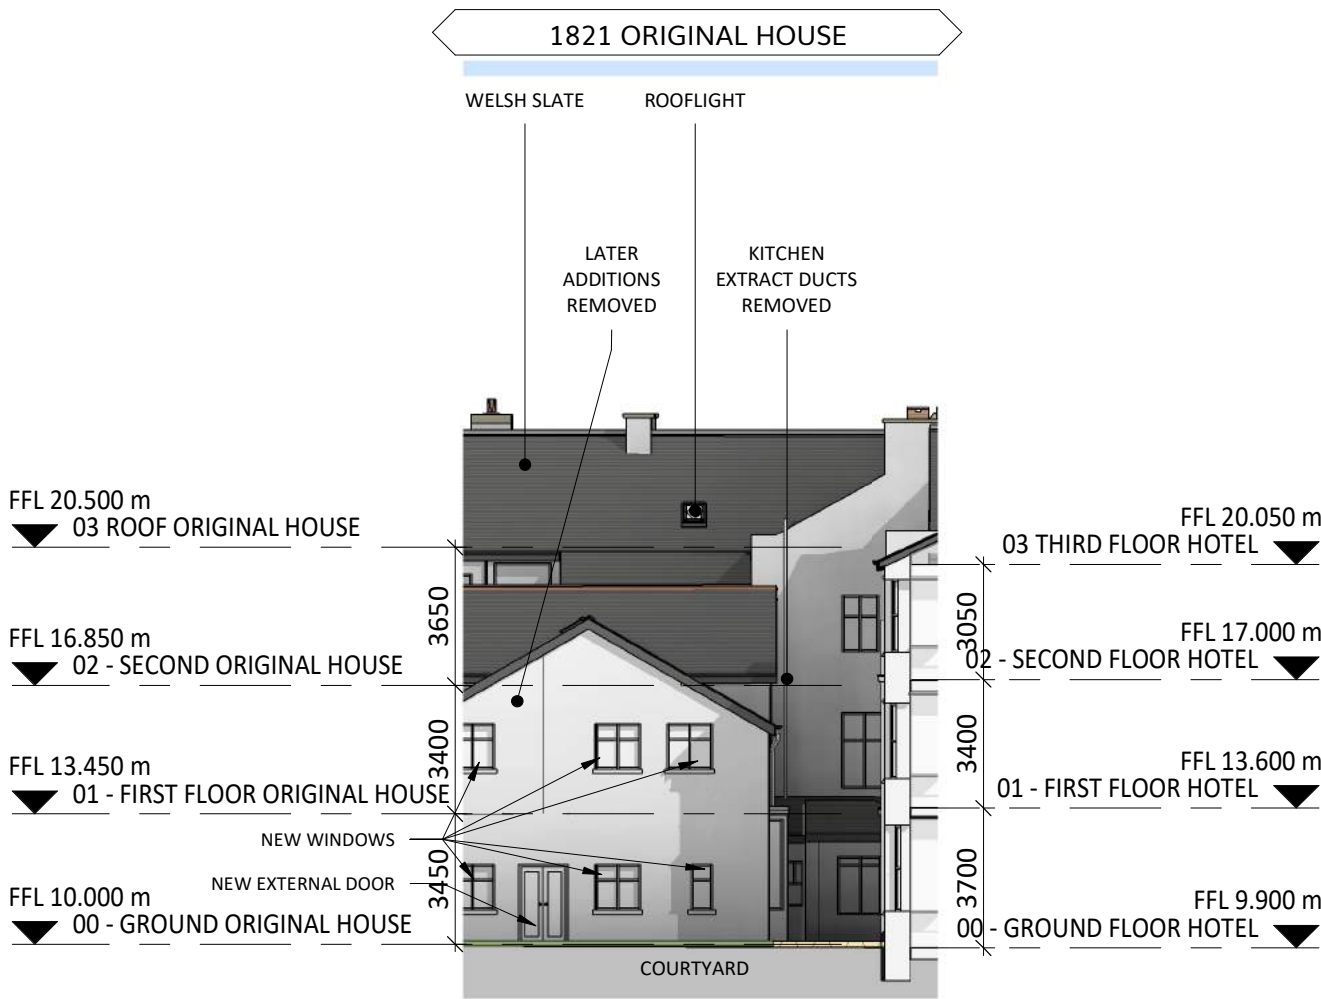 1821 ORIGINAL HOUSE
WELSH SLATE
ROOFLIGHT
LATER
ADDITIONS
REMOVED
KITCHEN
EXTRACT DUCTS
REMOVED
FFL 20.500 m
03 ROOF ORIGINAL HOUSE
3650
FFL 16.850 m
02 - SECOND ORIGINAL HOUSE
3400
FFL 13.450 m
01 - FIRST FLOOR ORIGINAL HOUSE
NEW WINDOWS
3450
NEW EXTERNAL DOOR
FFL 10.000 m
00 - GROUND ORIGINAL HOUSE
FFL 20.050 m
03 THIRD FLOOR HOTEL
3050
FFL 17.000 m
02 - SECOND FLOOR HOTEL
3400
FFL 13.600 m
01 - FIRST FLOOR HOTEL
3700
FFL 9.900 m
00 - GROUND FLOOR HOTEL
COURTYARD